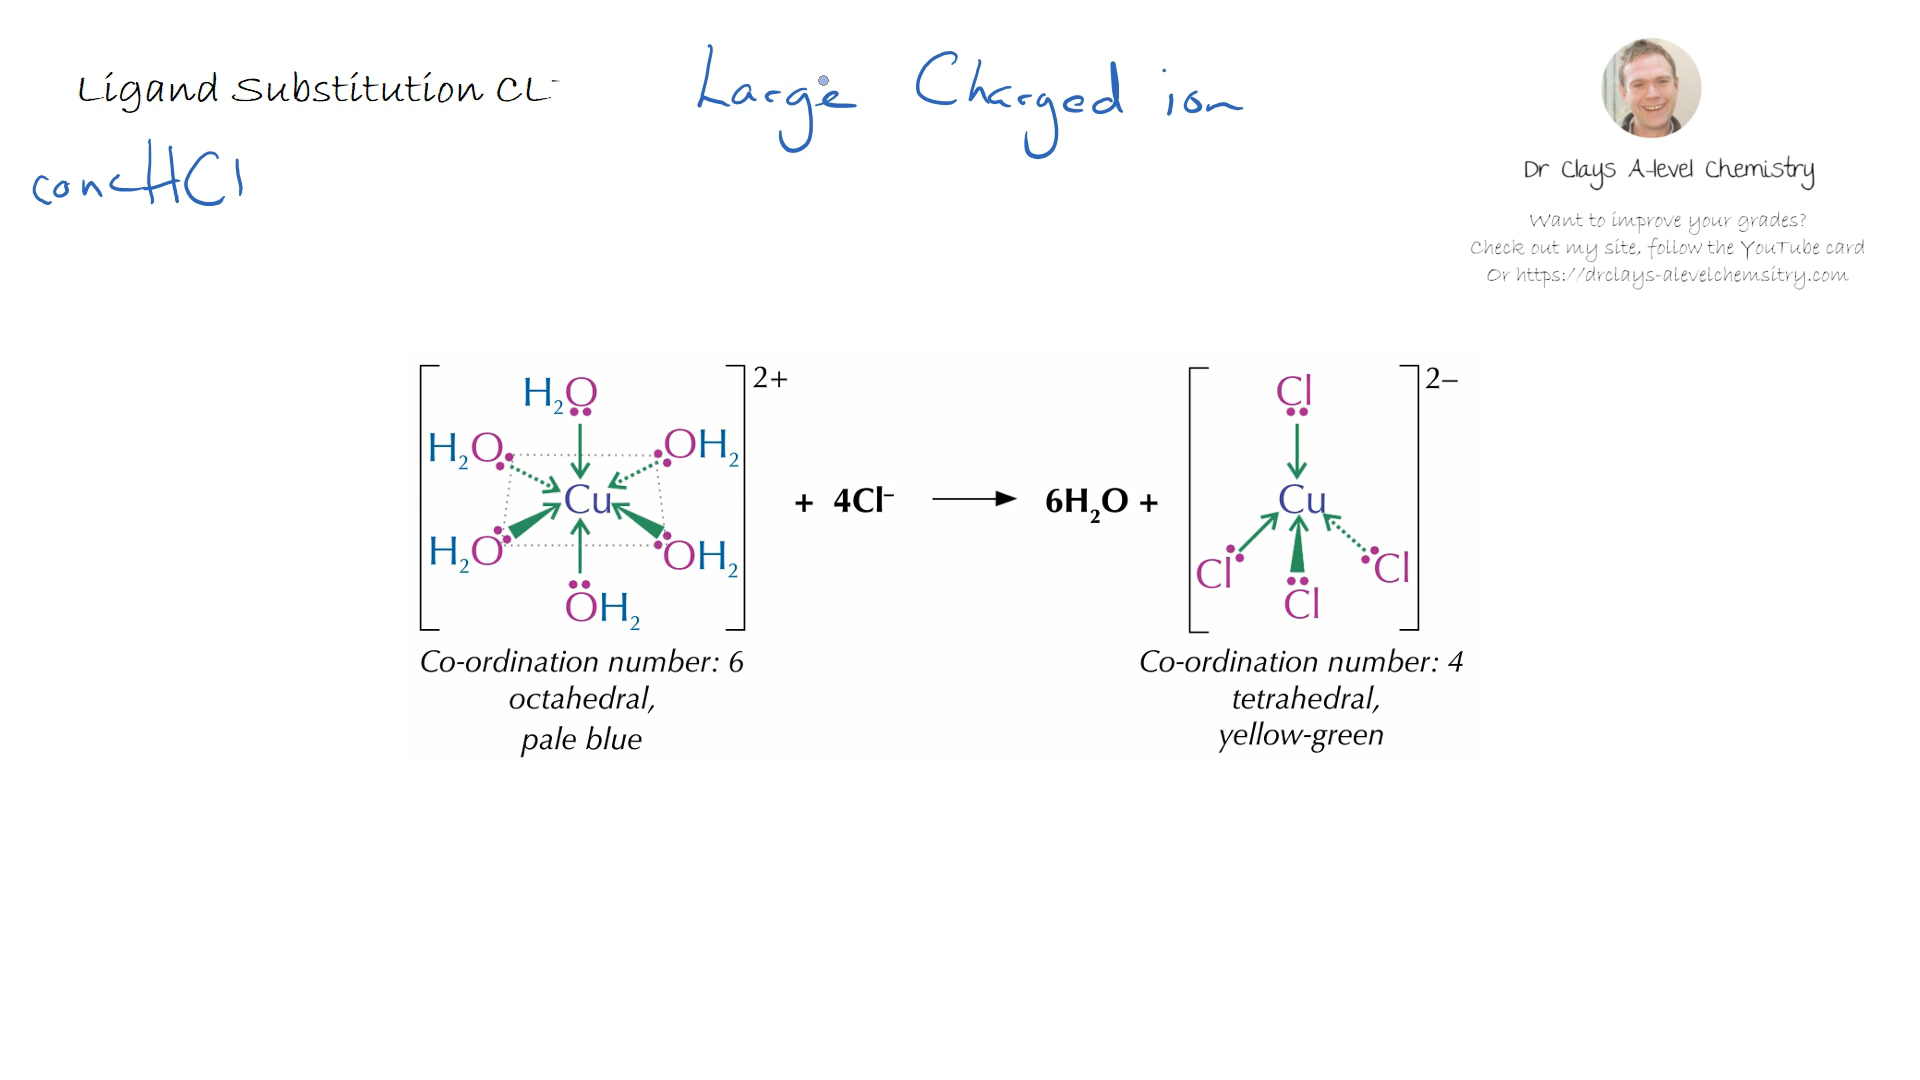 Ligand Substitution CL⁻
Large Charged ion
conc HCl
Dr Clays A-level Chemistry
Want to improve your grades?
Check out my site, follow the YouTube card
Or https://drclays-alevelchemsitry.com
[ ]2+
H₂O
H₂O OH₂
Cu
H₂O OH₂
OH₂
+ 4Cl⁻ → 6H₂O +
[ ]2–
Cl
Cu
Cl Cl
Cl
Co-ordination number: 6
octahedral,
pale blue
Co-ordination number: 4
tetrahedral,
yellow-green